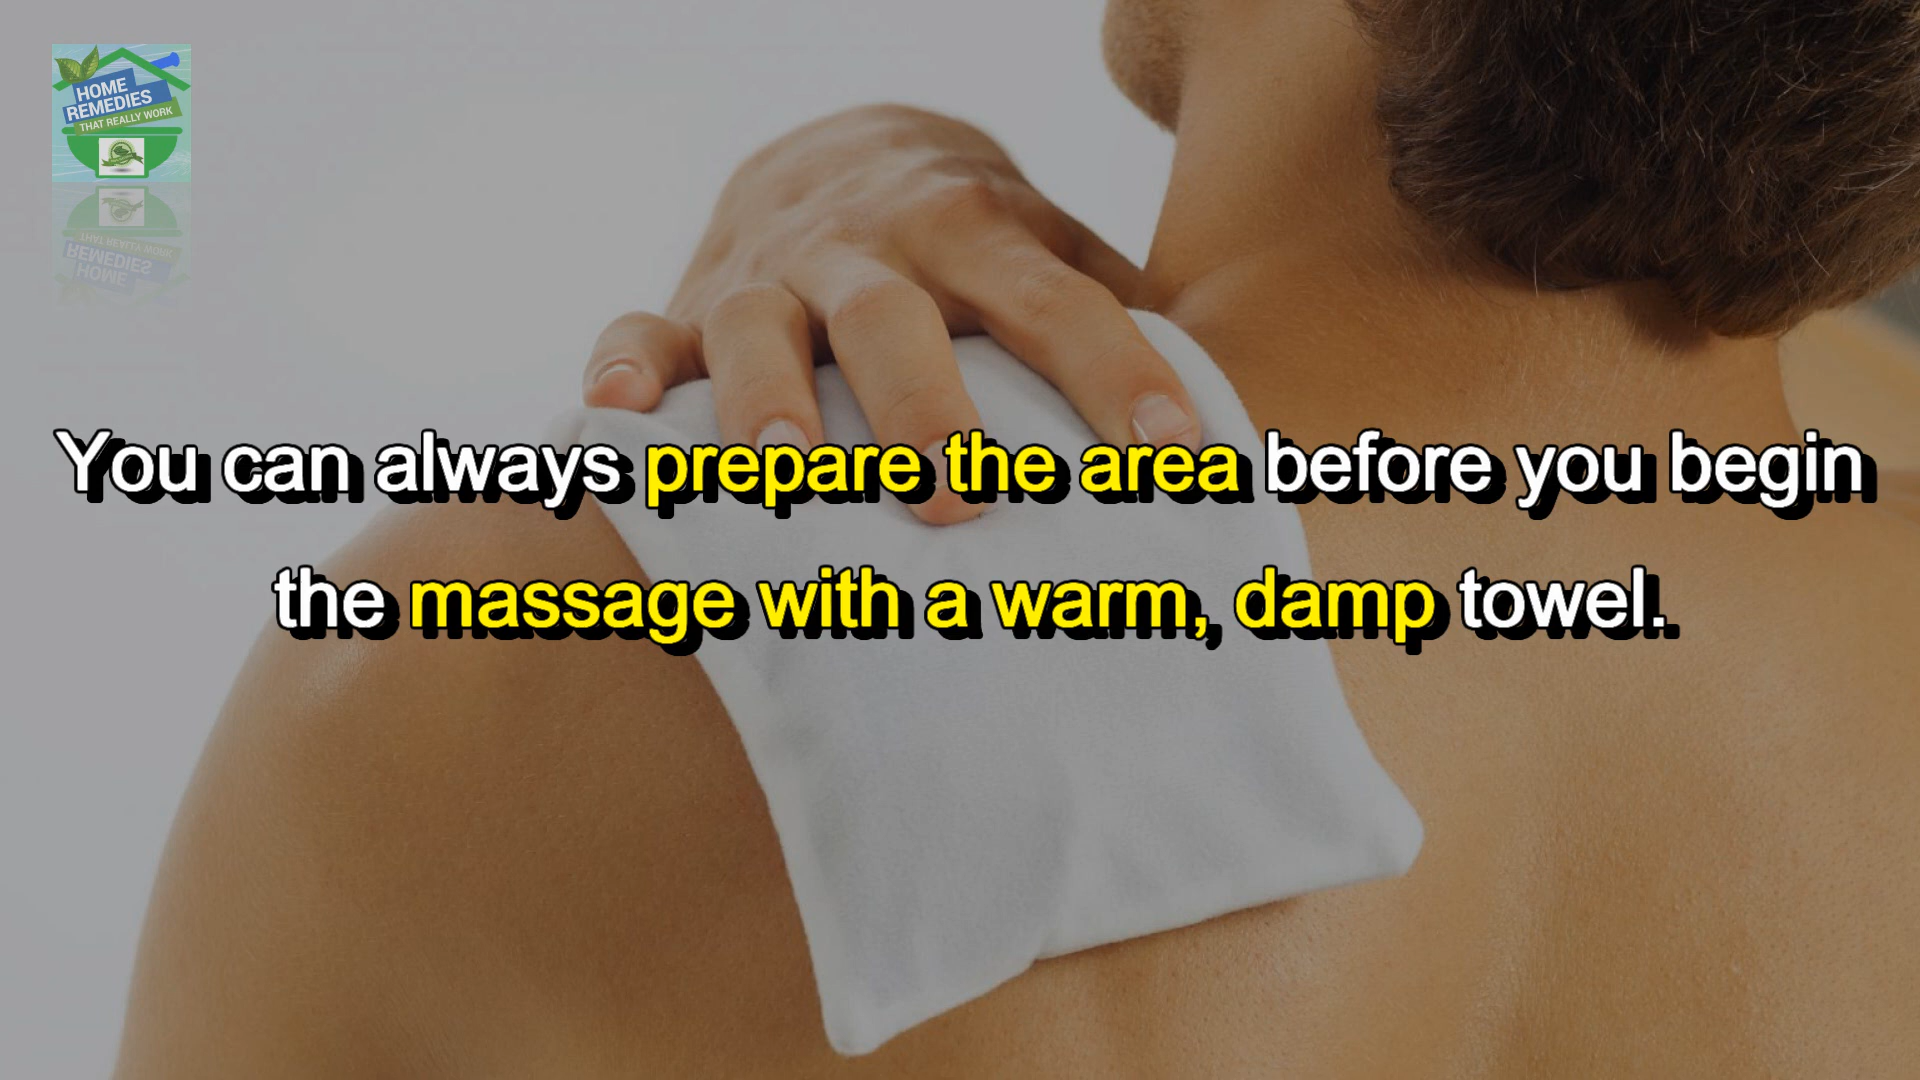 HOME
REMEDIES
THAT REALLY WORK
You can always prepare the area before you begin
the massage with a warm, damp towel.